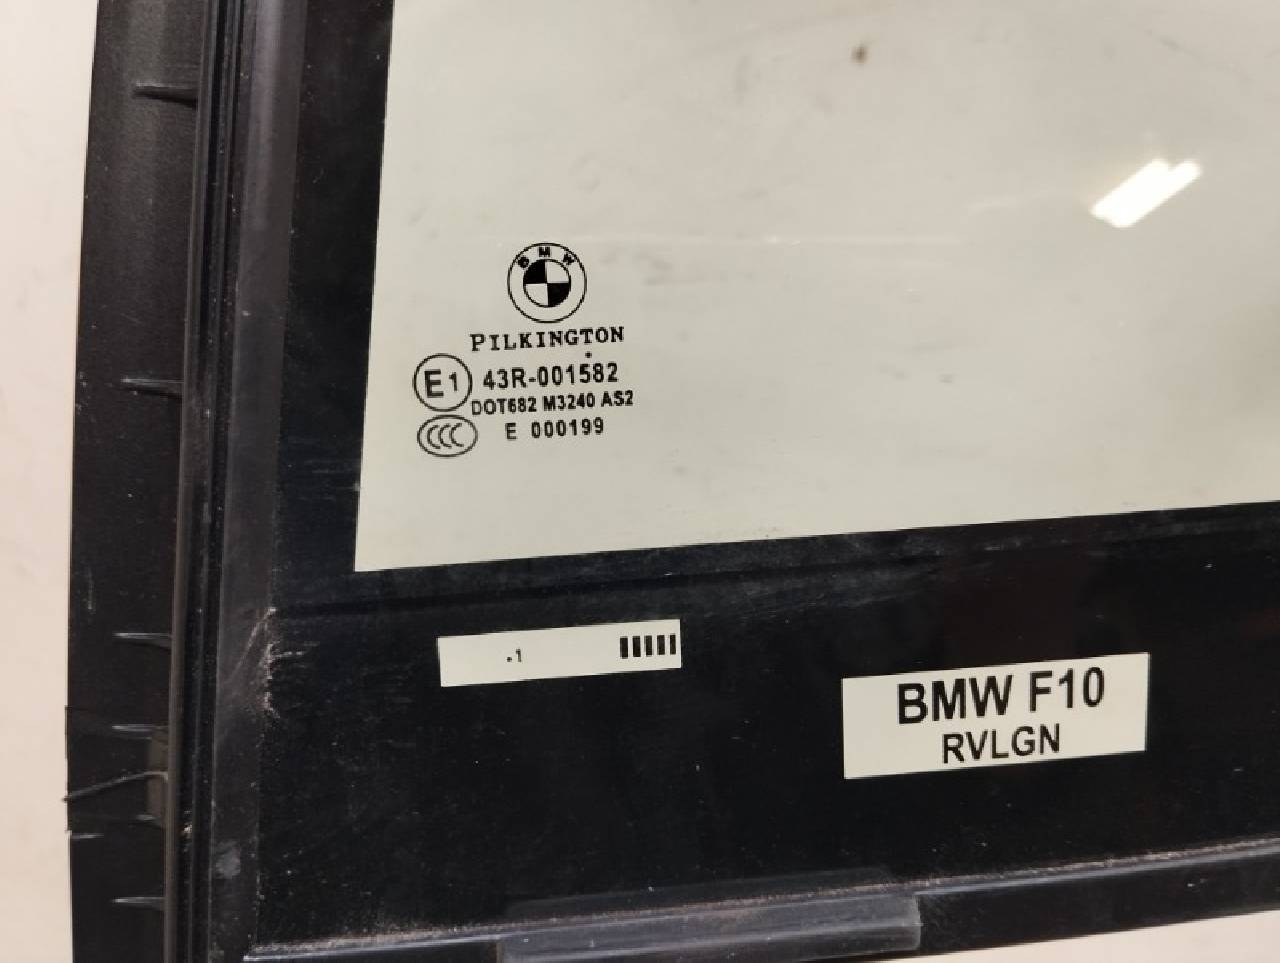 BMW
PILKINGTON
E1 43R-001582
DOT682 M3240 AS2
CCC E 000199
.1
BMW F10
RVLGN